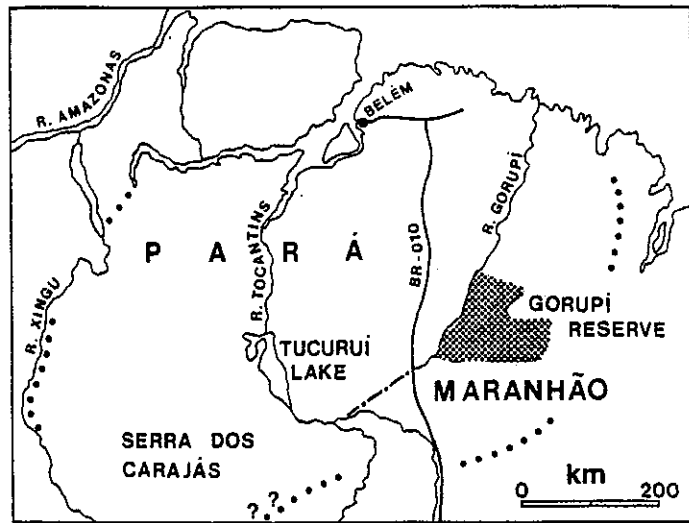 R. AMAZONAS
BELÉM
R. GORUPÍ
R. TOCANTINS
BR-010
P A R Á
R. XINGU
GORUPÍ
RESERVE
TUCURUÍ
LAKE
MARANHÃO
SERRA DOS
CARAJÁS
? ?
km
0 200